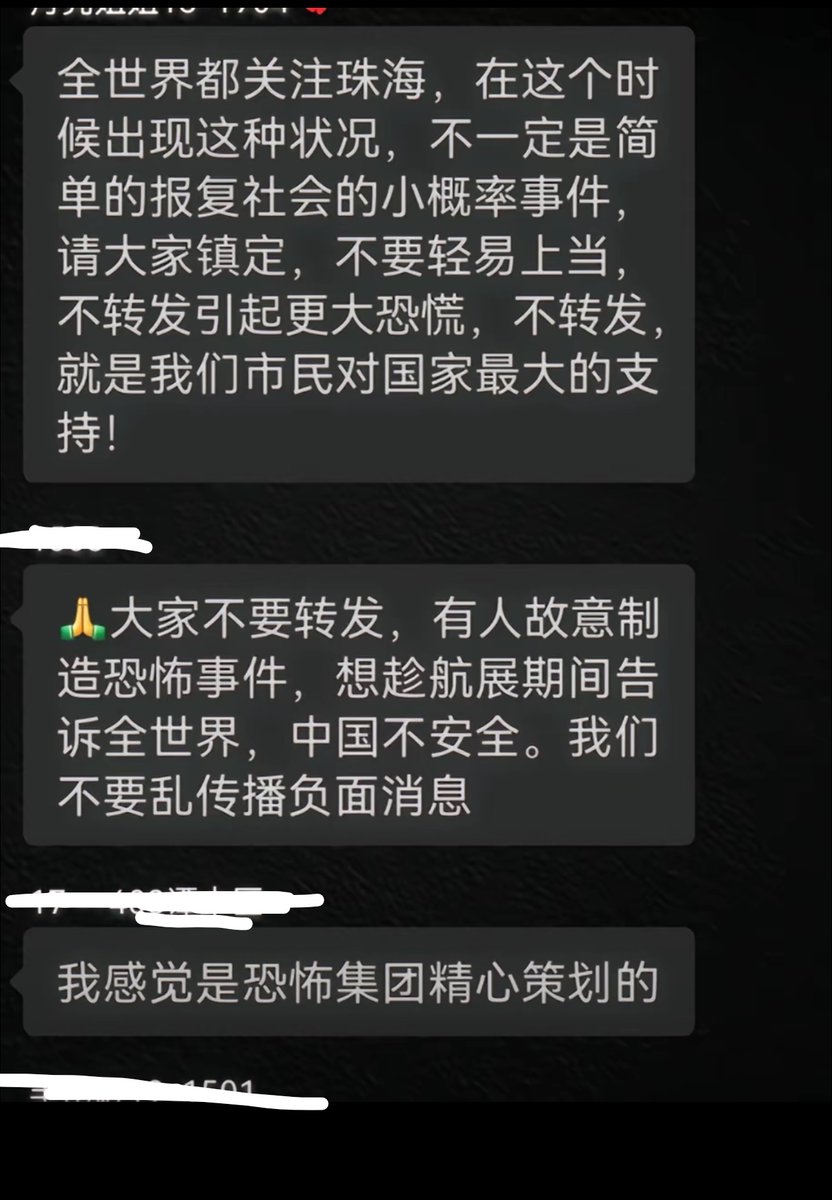 全世界都关注珠海，在这个时
候出现这种状况，不一定是简
单的报复社会的小概率事件，
请大家镇定，不要轻易上当，
不转发引起更大恐慌，不转发，
就是我们市民对国家最大的支
持！
🙏大家不要转发，有人故意制
造恐怖事件，想趁航展期间告
诉全世界，中国不安全。我们
不要乱传播负面消息
我感觉是恐怖集团精心策划的